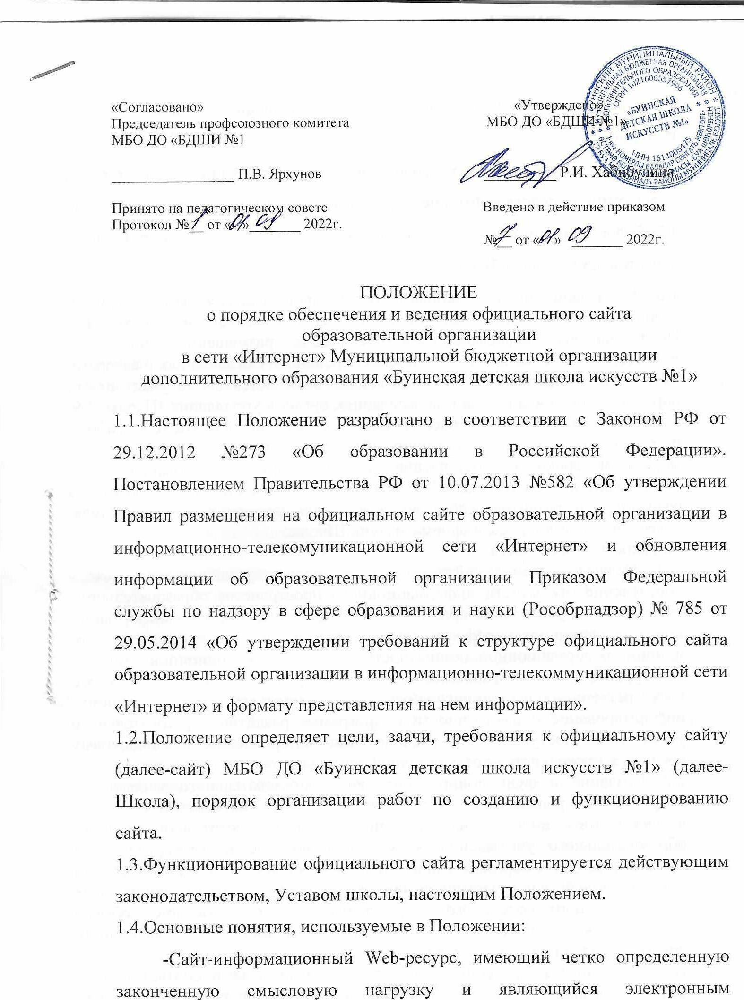 «Согласовано»
Председатель профсоюзного комитета
МБО ДО «БДШИ №1
__________________ П.В. Ярхунов
Принято на педагогическом совете
Протокол №1 от «01» 09 2022г.
«Утверждено»
МБО ДО «БДШИ №1»
__________ Р.И. Хабибулина
Введено в действие приказом
№7 от «01» 09 2022г.
БУИНСКИЙ МУНИЦИПАЛЬНЫЙ РАЙОН
МУНИЦИПАЛЬНАЯ БЮДЖЕТНАЯ ОРГАНИЗАЦИЯ
ДОПОЛНИТЕЛЬНОГО ОБРАЗОВАНИЯ
ОГРН 1021606557906
«БУИНСКАЯ
ДЕТСКАЯ ШКОЛА
ИСКУССТВ №1»
ИНН 1614005475
ПОЛОЖЕНИЕ
о порядке обеспечения и ведения официального сайта
образовательной организации
в сети «Интернет» Муниципальной бюджетной организации
дополнительного образования «Буинская детская школа искусств №1»
1.1.Настоящее Положение разработано в соответствии с Законом РФ от
29.12.2012 №273 «Об образовании в Российской Федерации».
Постановлением Правительства РФ от 10.07.2013 №582 «Об утверждении
Правил размещения на официальном сайте образовательной организации в
информационно-телекомуникационной сети «Интернет» и обновления
информации об образовательной организации Приказом Федеральной
службы по надзору в сфере образования и науки (Рособрнадзор) № 785 от
29.05.2014 «Об утверждении требований к структуре официального сайта
образовательной организации в информационно-телекоммуникационной сети
«Интернет» и формату представления на нем информации».
1.2.Положение определяет цели, заачи, требования к официальному сайту
(далее-сайт) МБО ДО «Буинская детская школа искусств №1» (далее-
Школа), порядок организации работ по созданию и функционированию
сайта.
1.3.Функционирование официального сайта регламентируется действующим
законодательством, Уставом школы, настоящим Положением.
1.4.Основные понятия, используемые в Положении:
-Сайт-информационный Web-ресурс, имеющий четко определенную
законченную смысловую нагрузку и являющийся электронным